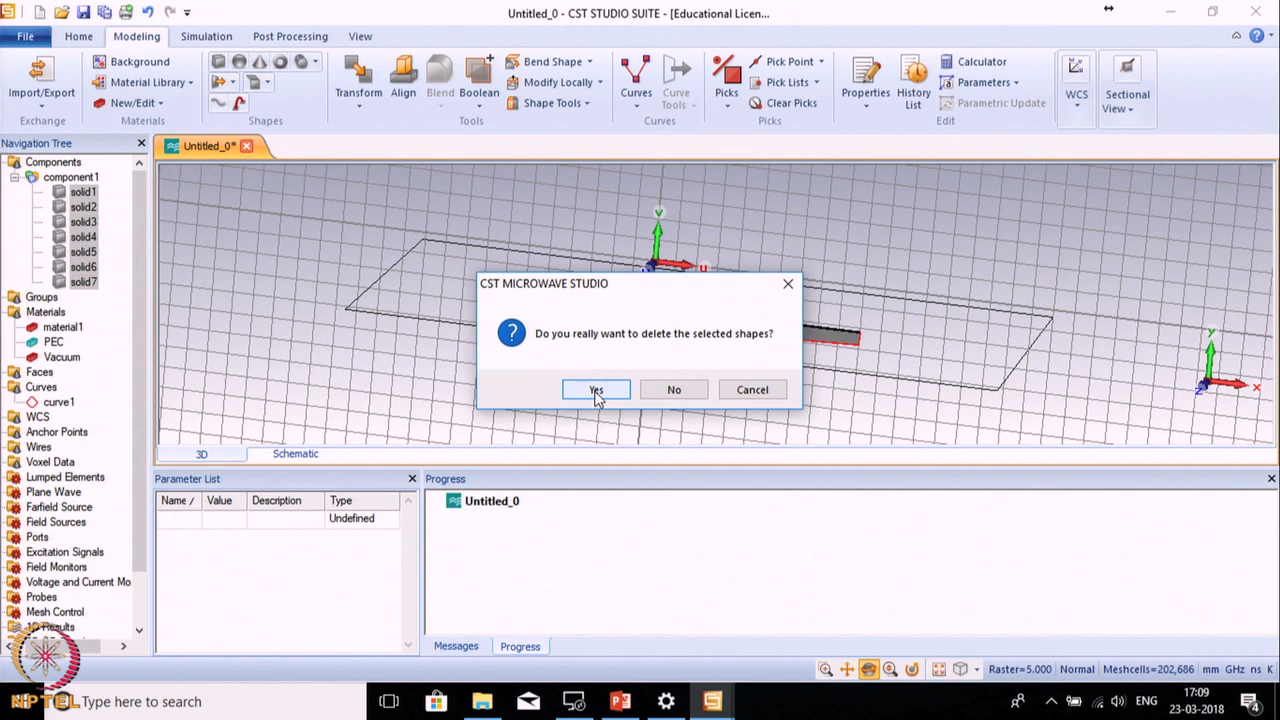 Untitled_0 - CST STUDIO SUITE - [Educational Licen...
File Home Modeling Simulation Post Processing View
Import/Export
Exchange
Background
Material Library
New/Edit
Materials
Shapes
Transform
Align
Blend
Boolean
Bend Shape
Modify Locally
Shape Tools
Tools
Curves
Curve
Tools
Curves
Picks
Pick Point
Pick Lists
Clear Picks
Picks
Properties
History
List
Calculator
Parameters
Parametric Update
Edit
WCS
Sectional
View
Navigation Tree
Components
component1
solid1
solid2
solid3
solid4
solid5
solid6
solid7
Groups
Materials
material1
PEC
Vacuum
Faces
Curves
curve1
WCS
Anchor Points
Wires
Voxel Data
Lumped Elements
Plane Wave
Farfield Source
Field Sources
Ports
Excitation Signals
Field Monitors
Voltage and Current Mo
Probes
Mesh Control
1D Results
Untitled_0*
v
u
y
x
z
CST MICROWAVE STUDIO
Do you really want to delete the selected shapes?
Yes No Cancel
3D Schematic
Parameter List
Name Value Description Type
Undefined
Progress
Untitled_0
Messages Progress
Raster=5.000 Normal Meshcells=202,686 mm GHz ns K
NPTEL
Type here to search
ENG
17:09
23-03-2018
4